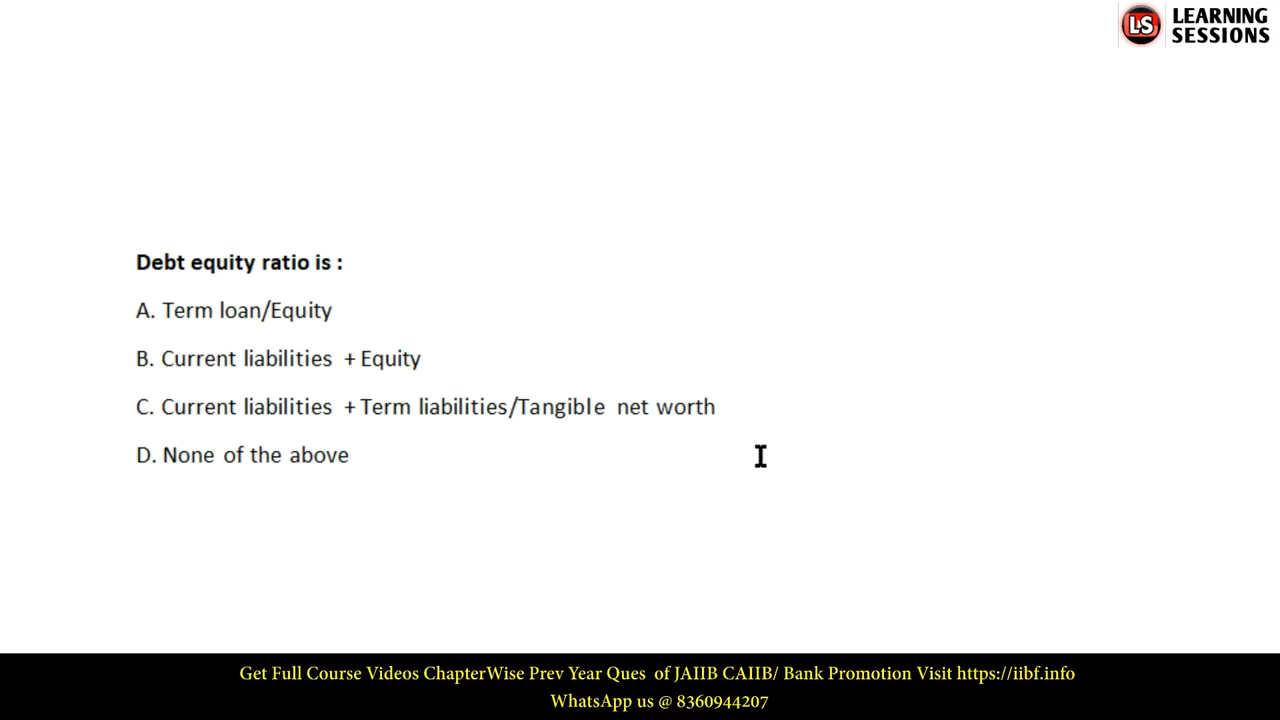 LS LEARNING
SESSIONS
Debt equity ratio is :
A. Term loan/Equity
B. Current liabilities + Equity
C. Current liabilities + Term liabilities/Tangible net worth
D. None of the above
Get Full Course Videos ChapterWise Prev Year Ques of JAIIB CAIIB/ Bank Promotion Visit https://iibf.info
WhatsApp us @ 8360944207